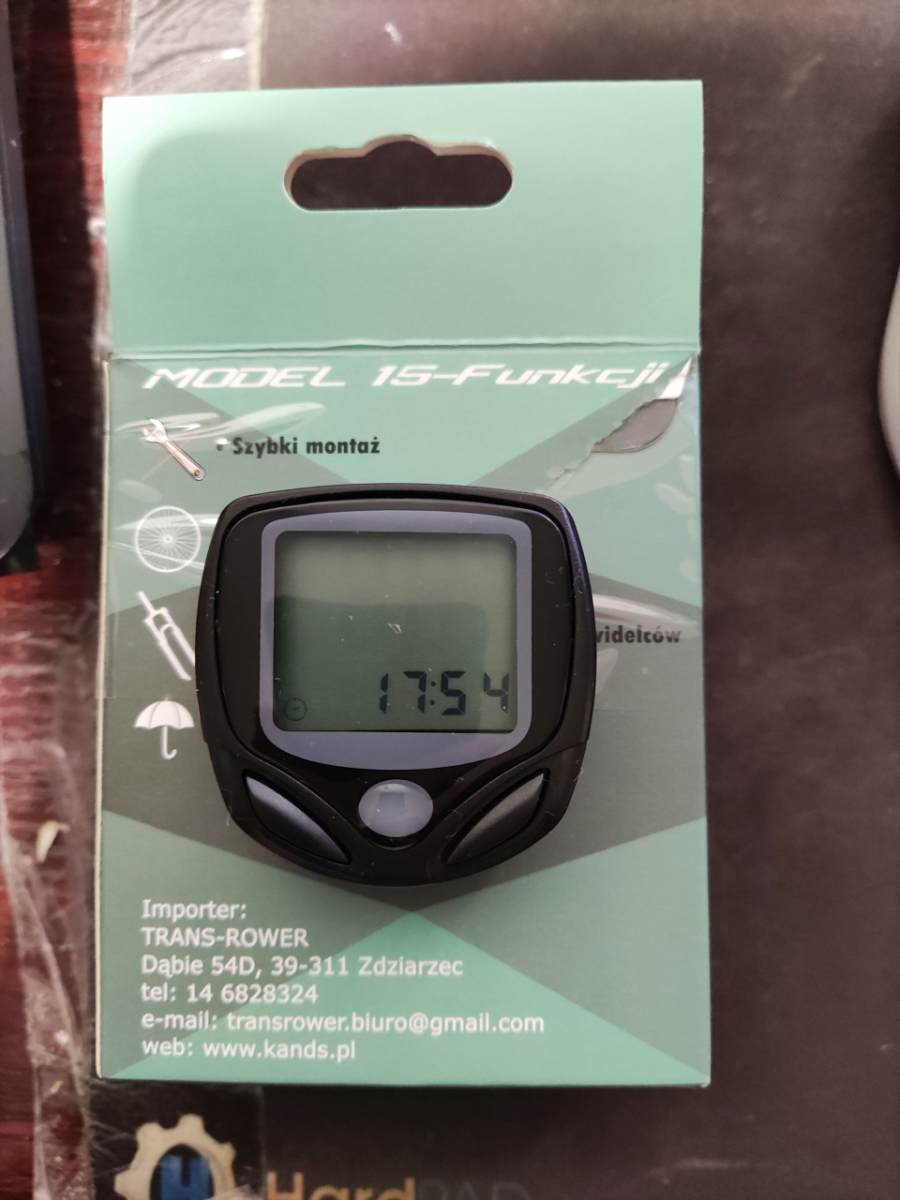 MODEL 15-Funkcji
• Szybki montaż
17:54
Importer:
TRANS-ROWER
Dąbie 54D, 39-311 Zdziarzec
tel: 14 6828324
e-mail: transrower.biuro@gmail.com
web: www.kands.pl
HardPAD